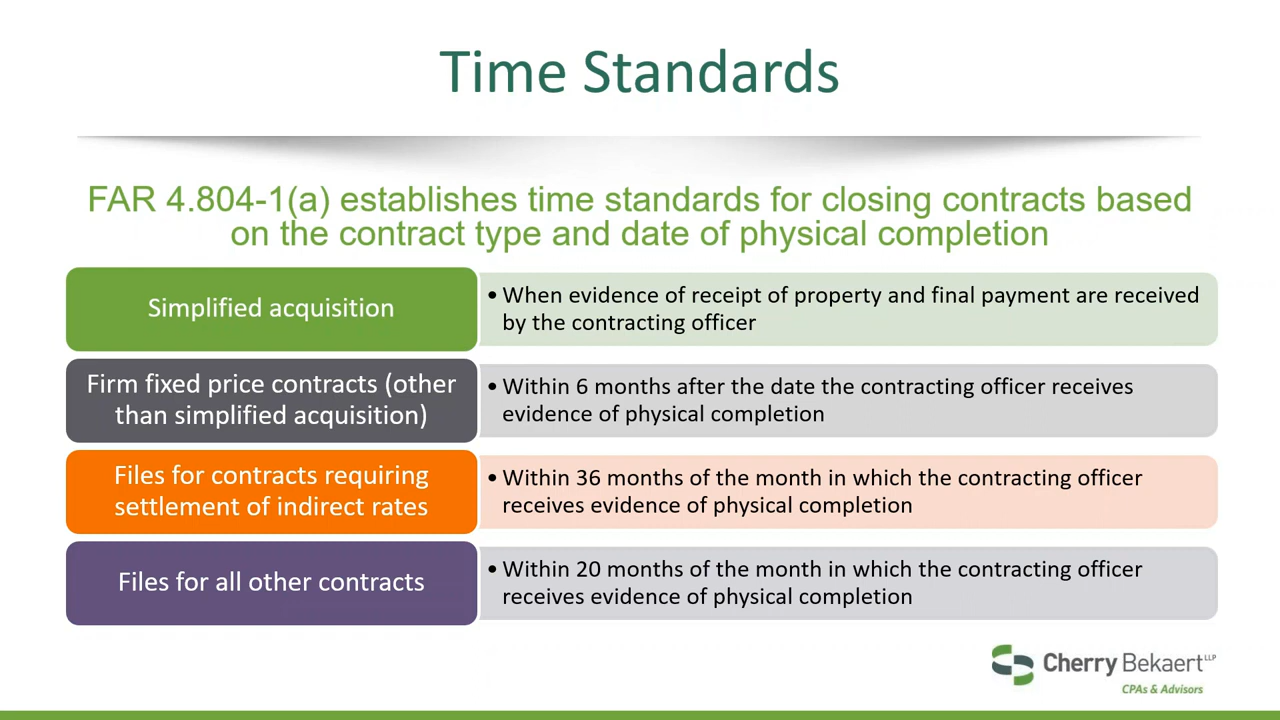 Time Standards
FAR 4.804-1(a) establishes time standards for closing contracts based
on the contract type and date of physical completion
Simplified acquisition
• When evidence of receipt of property and final payment are received
by the contracting officer
Firm fixed price contracts (other
than simplified acquisition)
• Within 6 months after the date the contracting officer receives
evidence of physical completion
Files for contracts requiring
settlement of indirect rates
• Within 36 months of the month in which the contracting officer
receives evidence of physical completion
Files for all other contracts
• Within 20 months of the month in which the contracting officer
receives evidence of physical completion
Cherry Bekaert LLP
CPAs & Advisors